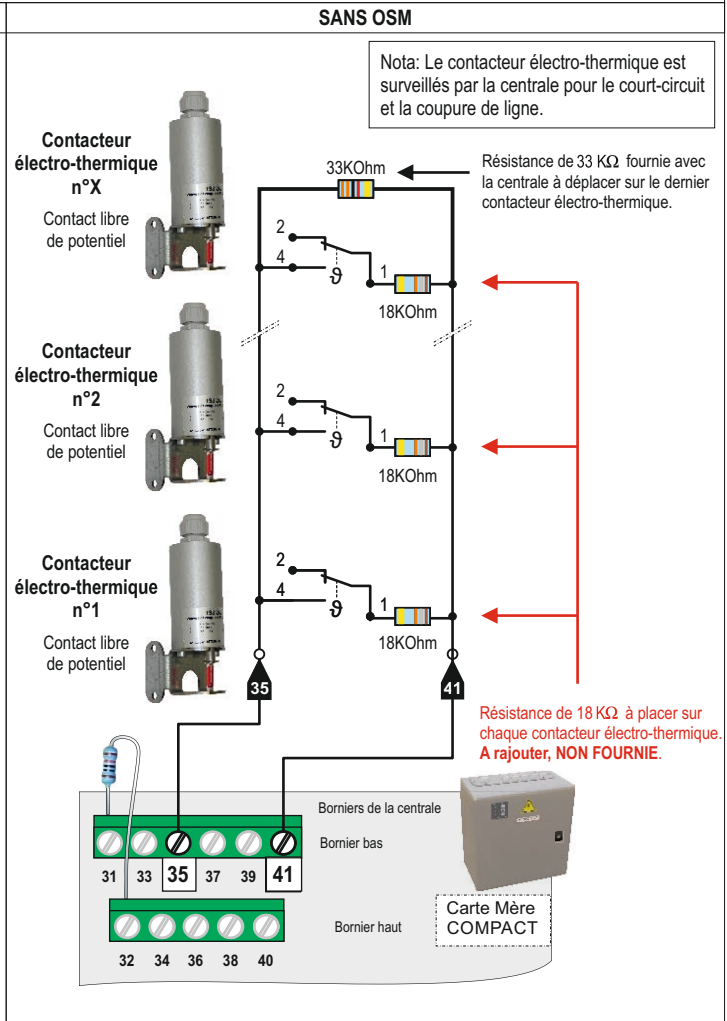 SANS OSM
Nota: Le contacteur électro-thermique est
surveillés par la centrale pour le court-circuit
et la coupure de ligne.
Contacteur
électro-thermique
n°X
Contact libre
de potentiel
33KOhm
Résistance de 33 KΩ fournie avec
la centrale à déplacer sur le dernier
contacteur électro-thermique.
2
4
ϑ
1
18KOhm
Contacteur
électro-thermique
n°2
Contact libre
de potentiel
2
4
ϑ
1
18KOhm
Contacteur
électro-thermique
n°1
Contact libre
de potentiel
2
4
ϑ
1
18KOhm
35
41
Résistance de 18 KΩ à placer sur
chaque contacteur électro-thermique.
A rajouter, NON FOURNIE.
Borniers de la centrale
Bornier bas
31 33 35 37 39 41
Bornier haut
32 34 36 38 40
Carte Mère
COMPACT